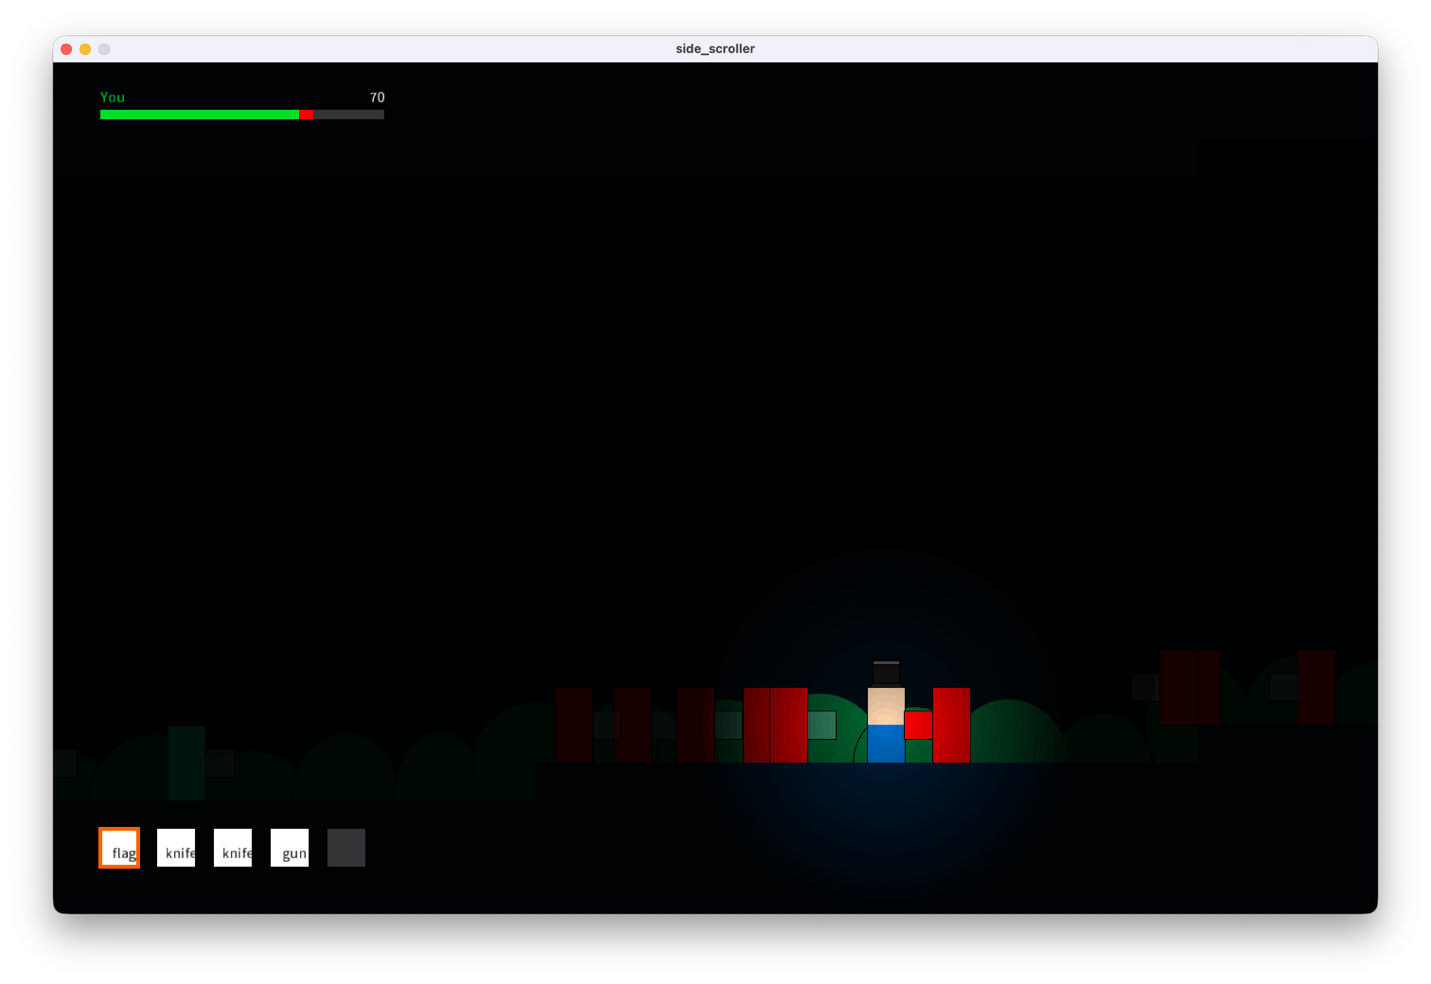 side_scroller
You 70
flag knife knife gun